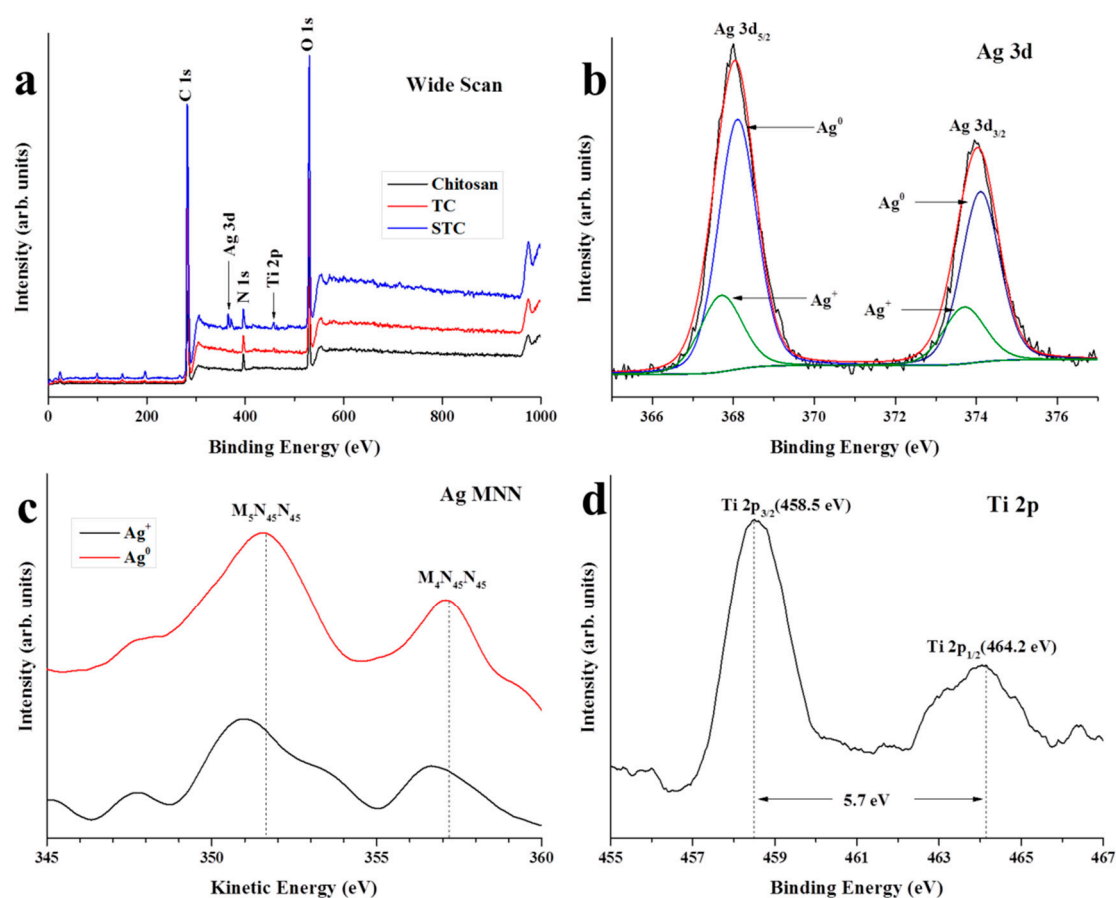 a
Wide Scan
C 1s
O 1s
Ag 3d
N 1s
Ti 2p
Chitosan
TC
STC
Intensity (arb. units)
0 200 400 600 800 1000
Binding Energy (eV)
b
Ag 3d
Ag 3d5/2
Ag 3d3/2
Ag0
Ag0
Ag+
Ag+
Intensity (arb. units)
366 368 370 372 374 376
Binding Energy (eV)
c
Ag MNN
M5N45N45
M4N45N45
Ag+
Ag0
Intensity (arb. units)
345 350 355 360
Kinetic Energy (eV)
d
Ti 2p
Ti 2p3/2(458.5 eV)
Ti 2p1/2(464.2 eV)
5.7 eV
Intensity (arb. units)
455 457 459 461 463 465 467
Binding Energy (eV)